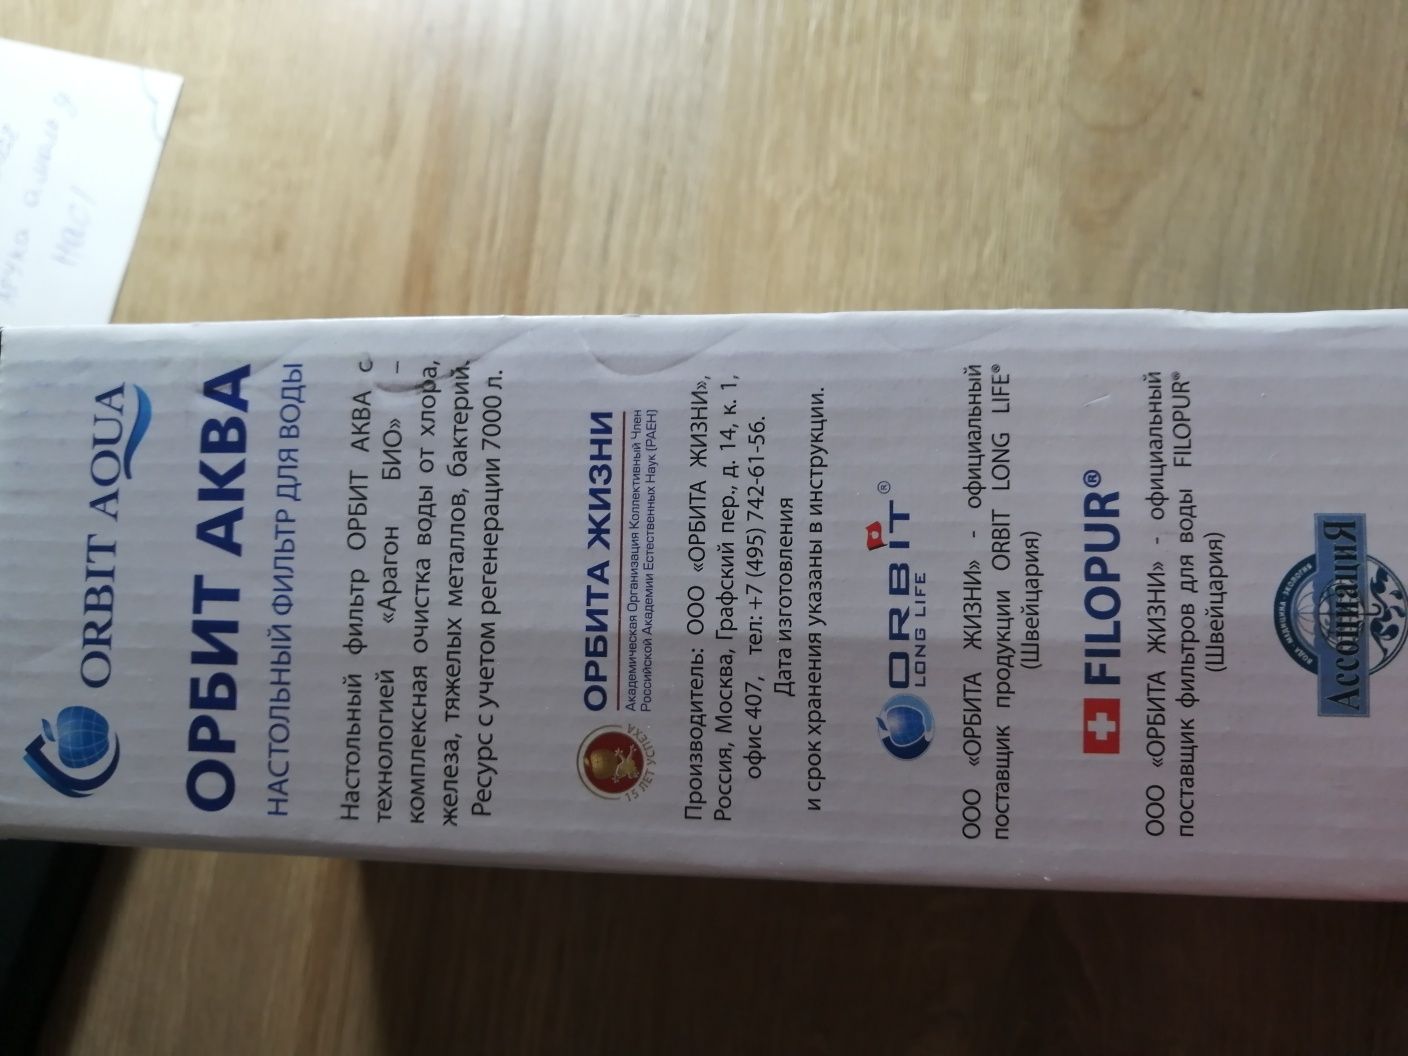 ORBIT AQUA
ОРБИТ АКВА
НАСТОЛЬНЫЙ ФИЛЬТР ДЛЯ ВОДЫ
Настольный фильтр ОРБИТ АКВА с
технологией «Арагон БИО» –
комплексная очистка воды от хлора,
железа, тяжелых металлов, бактерий.
Ресурс с учетом регенерации 7000 л.
15 ЛЕТ УСПЕХА
ОРБИТА ЖИЗНИ
Академическая Организация Коллективный Член
Российской Академии Естественных Наук (РАЕН)
Производитель: ООО «ОРБИТА ЖИЗНИ»,
Россия, Москва, Графский пер., д. 14, к. 1,
офис 407, тел: +7 (495) 742-61-56.
Дата изготовления
и срок хранения указаны в инструкции.
ORBIT®
LONG LIFE
ООО «ОРБИТА ЖИЗНИ» - официальный
поставщик продукции ORBIT LONG LIFE®
(Швейцария)
FILOPUR®
ООО «ОРБИТА ЖИЗНИ» - официальный
поставщик фильтров для воды FILOPUR®
(Швейцария)
ВОДА - МЕДИЦИНА - ЭКОЛОГИЯ
АссоциациЯ
нас!